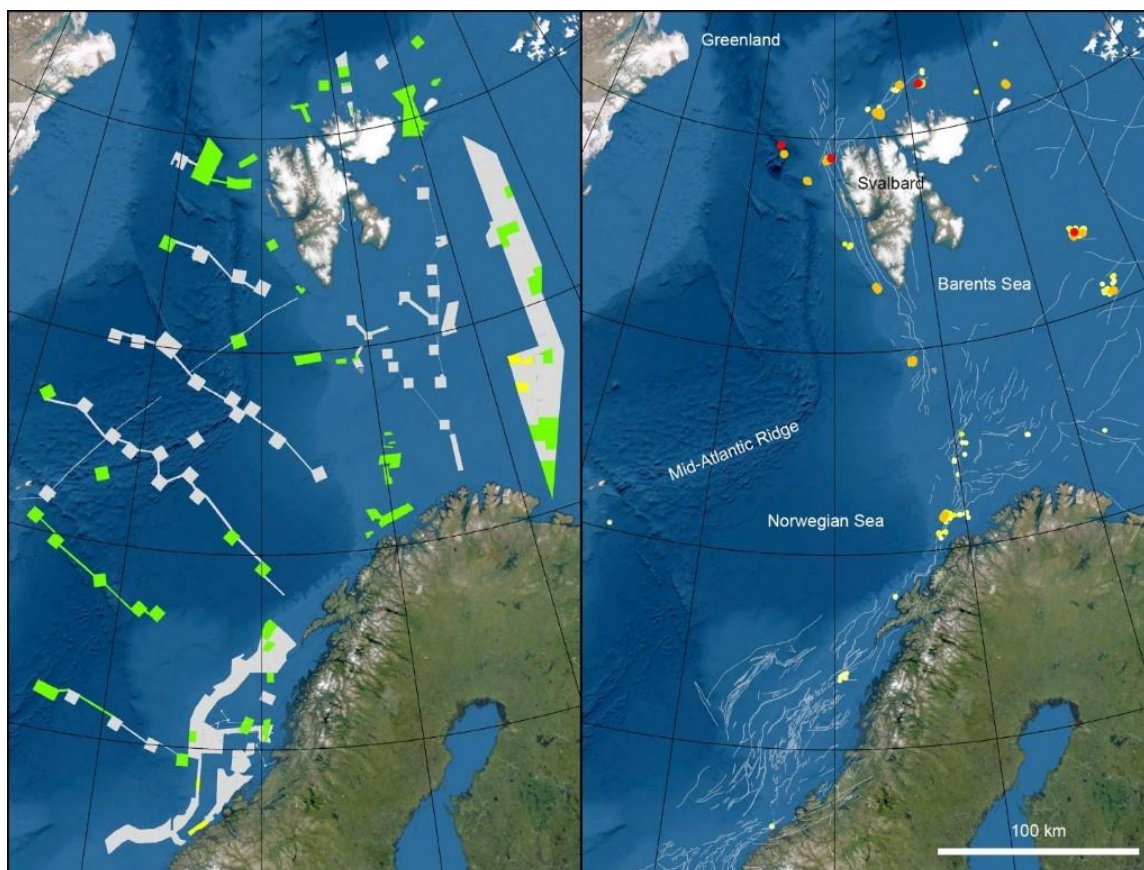 Greenland
Svalbard
Barents Sea
Mid-Atlantic Ridge
Norwegian Sea
100 km